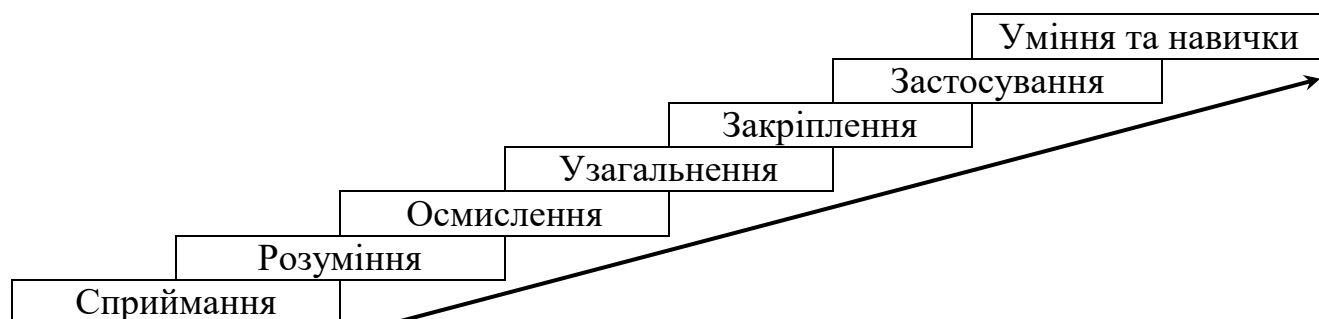 Уміння та навички
Застосування
Закріплення
Узагальнення
Осмислення
Розуміння
Сприймання